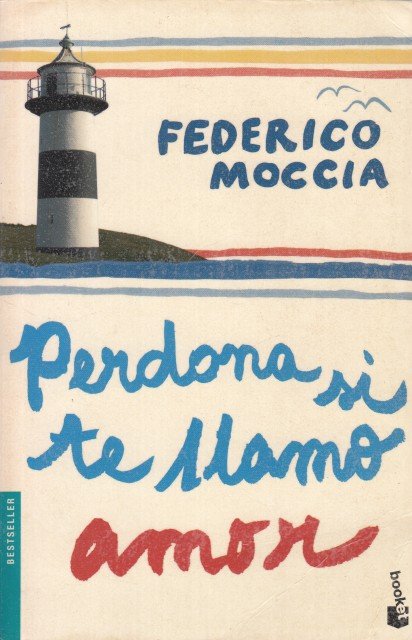 FEDERICO
MOCCIA
Perdona si
te llamo
amor
BESTSELLER
booket